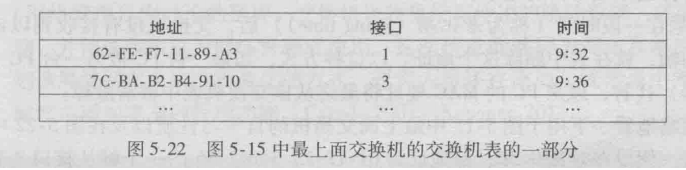 地址 接口 时间
62-FE-F7-11-89-A3 1 9:32
7C-BA-B2-B4-91-10 3 9:36
… … …
图 5-22 图 5-15 中最上面交换机的交换机表的一部分